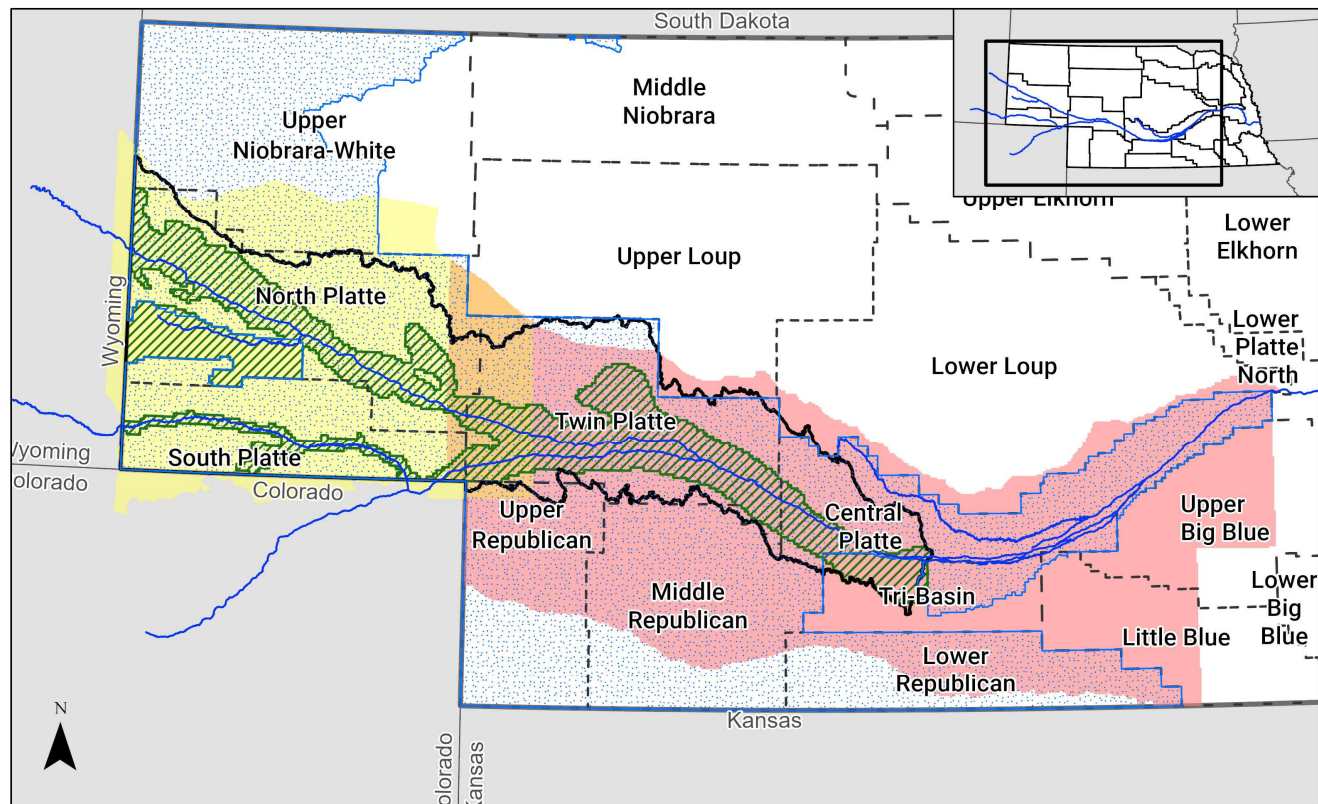 South Dakota
Middle
Niobrara
Upper
Niobrara-White
Upper Elkhorn
Lower
Elkhorn
Upper Loup
North Platte
Wyoming
Lower
Platte
North
Lower Loup
Twin Platte
South Platte
Wyoming
Colorado
olorado
Upper
Republican
Central
Platte
Upper
Big Blue
Middle
Republican
Tri-Basin
Lower
Big
Blue
Little Blue
Lower
Republican
Kansas
N
olorado
Kansas